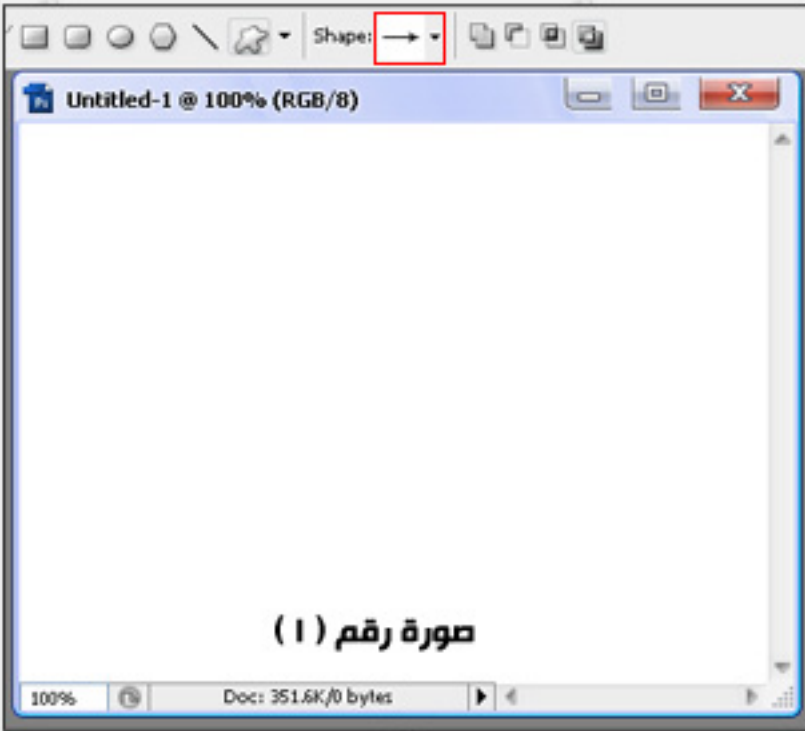 Shape:
Untitled-1 @ 100% (RGB/8)
صورة رقم ( ١ )
100%
Doc: 351.6K/0 bytes